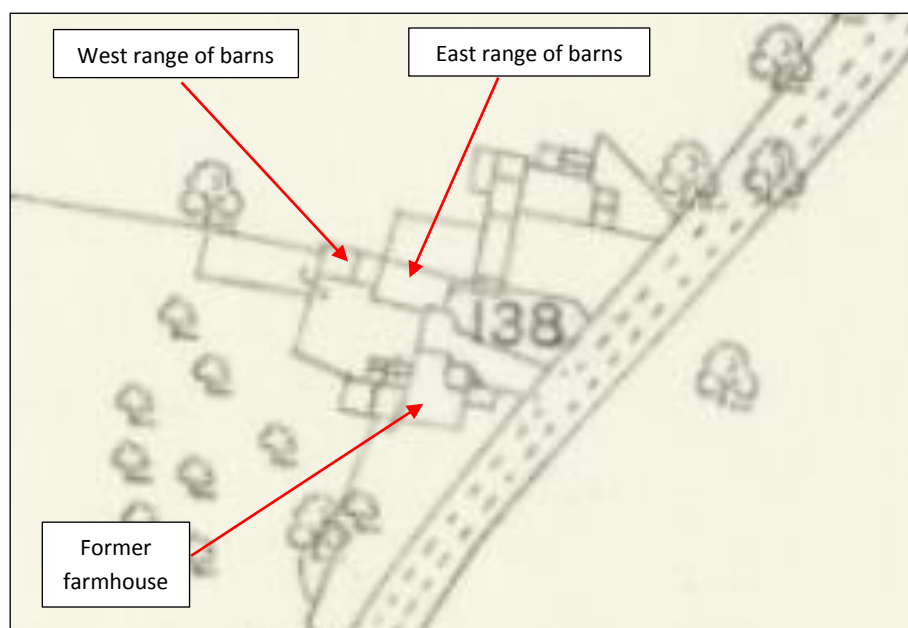 West range of barns
East range of barns
138
Former
farmhouse